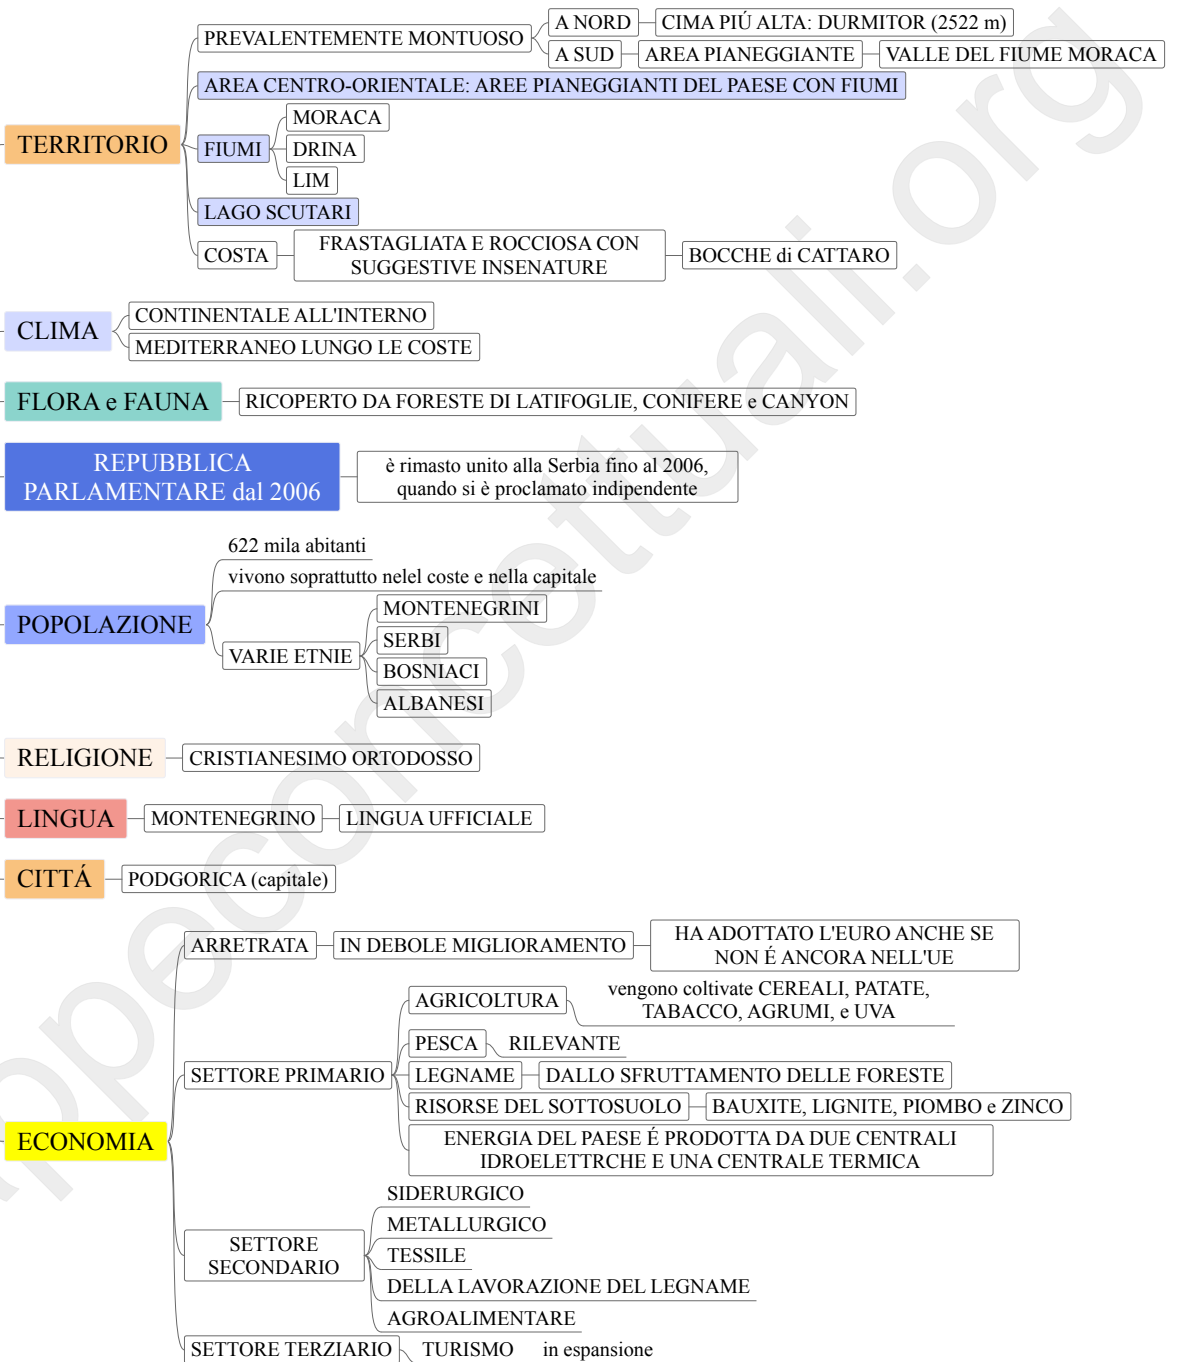 PREVALENTEMENTE MONTUOSO
A NORD
CIMA PIÚ ALTA: DURMITOR (2522 m)
A SUD
AREA PIANEGGIANTE
VALLE DEL FIUME MORACA
AREA CENTRO-ORIENTALE: AREE PIANEGGIANTI DEL PAESE CON FIUMI
TERRITORIO
FIUMI
MORACA
DRINA
LIM
LAGO SCUTARI
COSTA
FRASTAGLIATA E ROCCIOSA CON
SUGGESTIVE INSENATURE
BOCCHE di CATTARO
CLIMA
CONTINENTALE ALL'INTERNO
MEDITERRANEO LUNGO LE COSTE
FLORA e FAUNA
RICOPERTO DA FORESTE DI LATIFOGLIE, CONIFERE e CANYON
REPUBBLICA
PARLAMENTARE dal 2006
è rimasto unito alla Serbia fino al 2006,
quando si è proclamato indipendente
POPOLAZIONE
622 mila abitanti
vivono soprattutto nelel coste e nella capitale
VARIE ETNIE
MONTENEGRINI
SERBI
BOSNIACI
ALBANESI
RELIGIONE
CRISTIANESIMO ORTODOSSO
LINGUA
MONTENEGRINO
LINGUA UFFICIALE
CITTÁ
PODGORICA (capitale)
ECONOMIA
ARRETRATA
IN DEBOLE MIGLIORAMENTO
HA ADOTTATO L'EURO ANCHE SE
NON É ANCORA NELL'UE
SETTORE PRIMARIO
AGRICOLTURA
vengono coltivate CEREALI, PATATE,
TABACCO, AGRUMI, e UVA
PESCA
RILEVANTE
LEGNAME
DALLO SFRUTTAMENTO DELLE FORESTE
RISORSE DEL SOTTOSUOLO
BAUXITE, LIGNITE, PIOMBO e ZINCO
ENERGIA DEL PAESE É PRODOTTA DA DUE CENTRALI
IDROELETTRCHE E UNA CENTRALE TERMICA
SETTORE
SECONDARIO
SIDERURGICO
METALLURGICO
TESSILE
DELLA LAVORAZIONE DEL LEGNAME
AGROALIMENTARE
SETTORE TERZIARIO
TURISMO
in espansione
ppeconcettuali.org